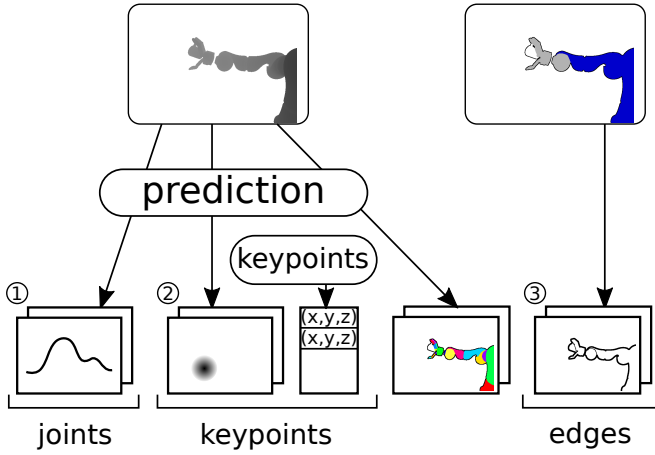 prediction
keypoints
① ② ③
(x,y,z)
(x,y,z)
joints keypoints edges